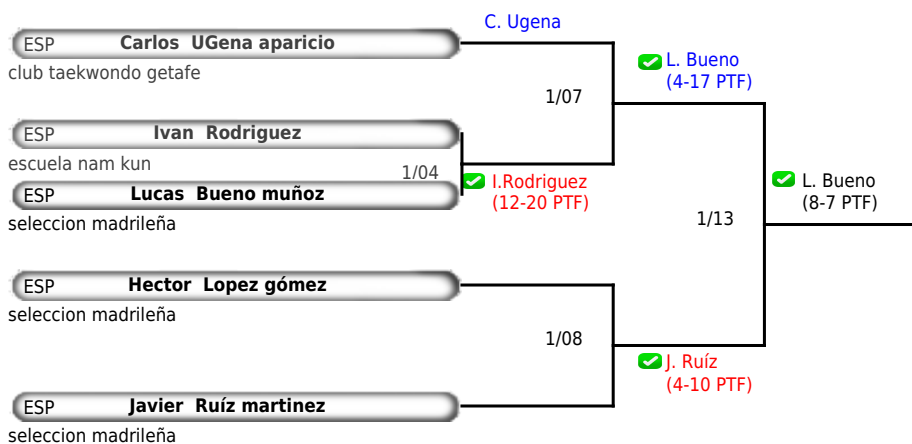 C. Ugena
ESP Carlos UGena aparicio
club taekwondo getafe
L. Bueno
(4-17 PTF)
1/07
ESP Ivan Rodriguez
escuela nam kun
1/04
I.Rodriguez
(12-20 PTF)
ESP Lucas Bueno muñoz
seleccion madrileña
L. Bueno
(8-7 PTF)
1/13
ESP Hector Lopez gómez
seleccion madrileña
1/08
J. Ruíz
(4-10 PTF)
ESP Javier Ruíz martinez
seleccion madrileña